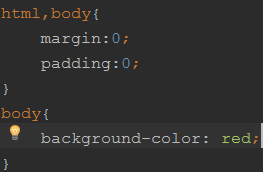 html,body{
    margin:0;
    padding:0;
}
body{
    background-color: red;
}